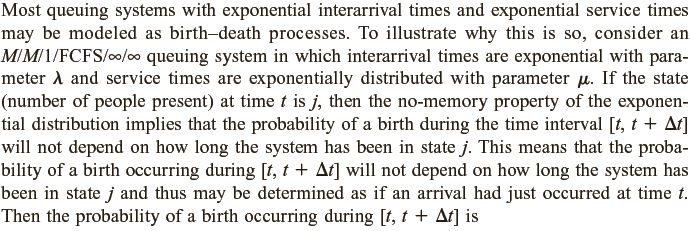 Most queuing systems with exponential interarrival times and exponential service times
may be modeled as birth–death processes. To illustrate why this is so, consider an
M/M/1/FCFS/∞/∞ queuing system in which interarrival times are exponential with para-
meter λ and service times are exponentially distributed with parameter μ. If the state
(number of people present) at time t is j, then the no-memory property of the exponen-
tial distribution implies that the probability of a birth during the time interval [t, t + Δt]
will not depend on how long the system has been in state j. This means that the proba-
bility of a birth occurring during [t, t + Δt] will not depend on how long the system has
been in state j and thus may be determined as if an arrival had just occurred at time t.
Then the probability of a birth occurring during [t, t + Δt] is